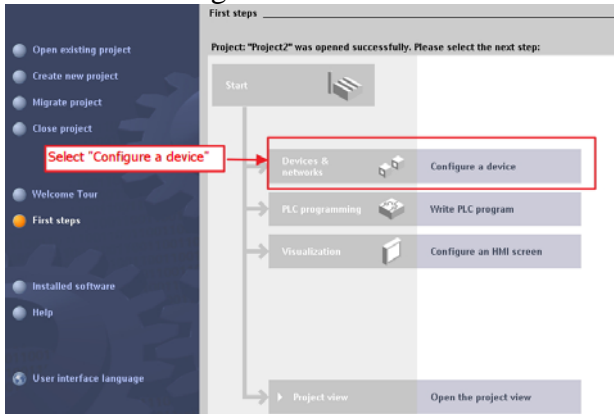 First steps
Open existing project
Create new project
Migrate project
Close project
Welcome Tour
First steps
Installed software
Help
User interface language
Project: "Project2" was opened successfully. Please select the next step:
Start
Select "Configure a device"
Devices &
networks
Configure a device
PLC programming
Write PLC program
Visualization
Configure an HMI screen
Project view
Open the project view